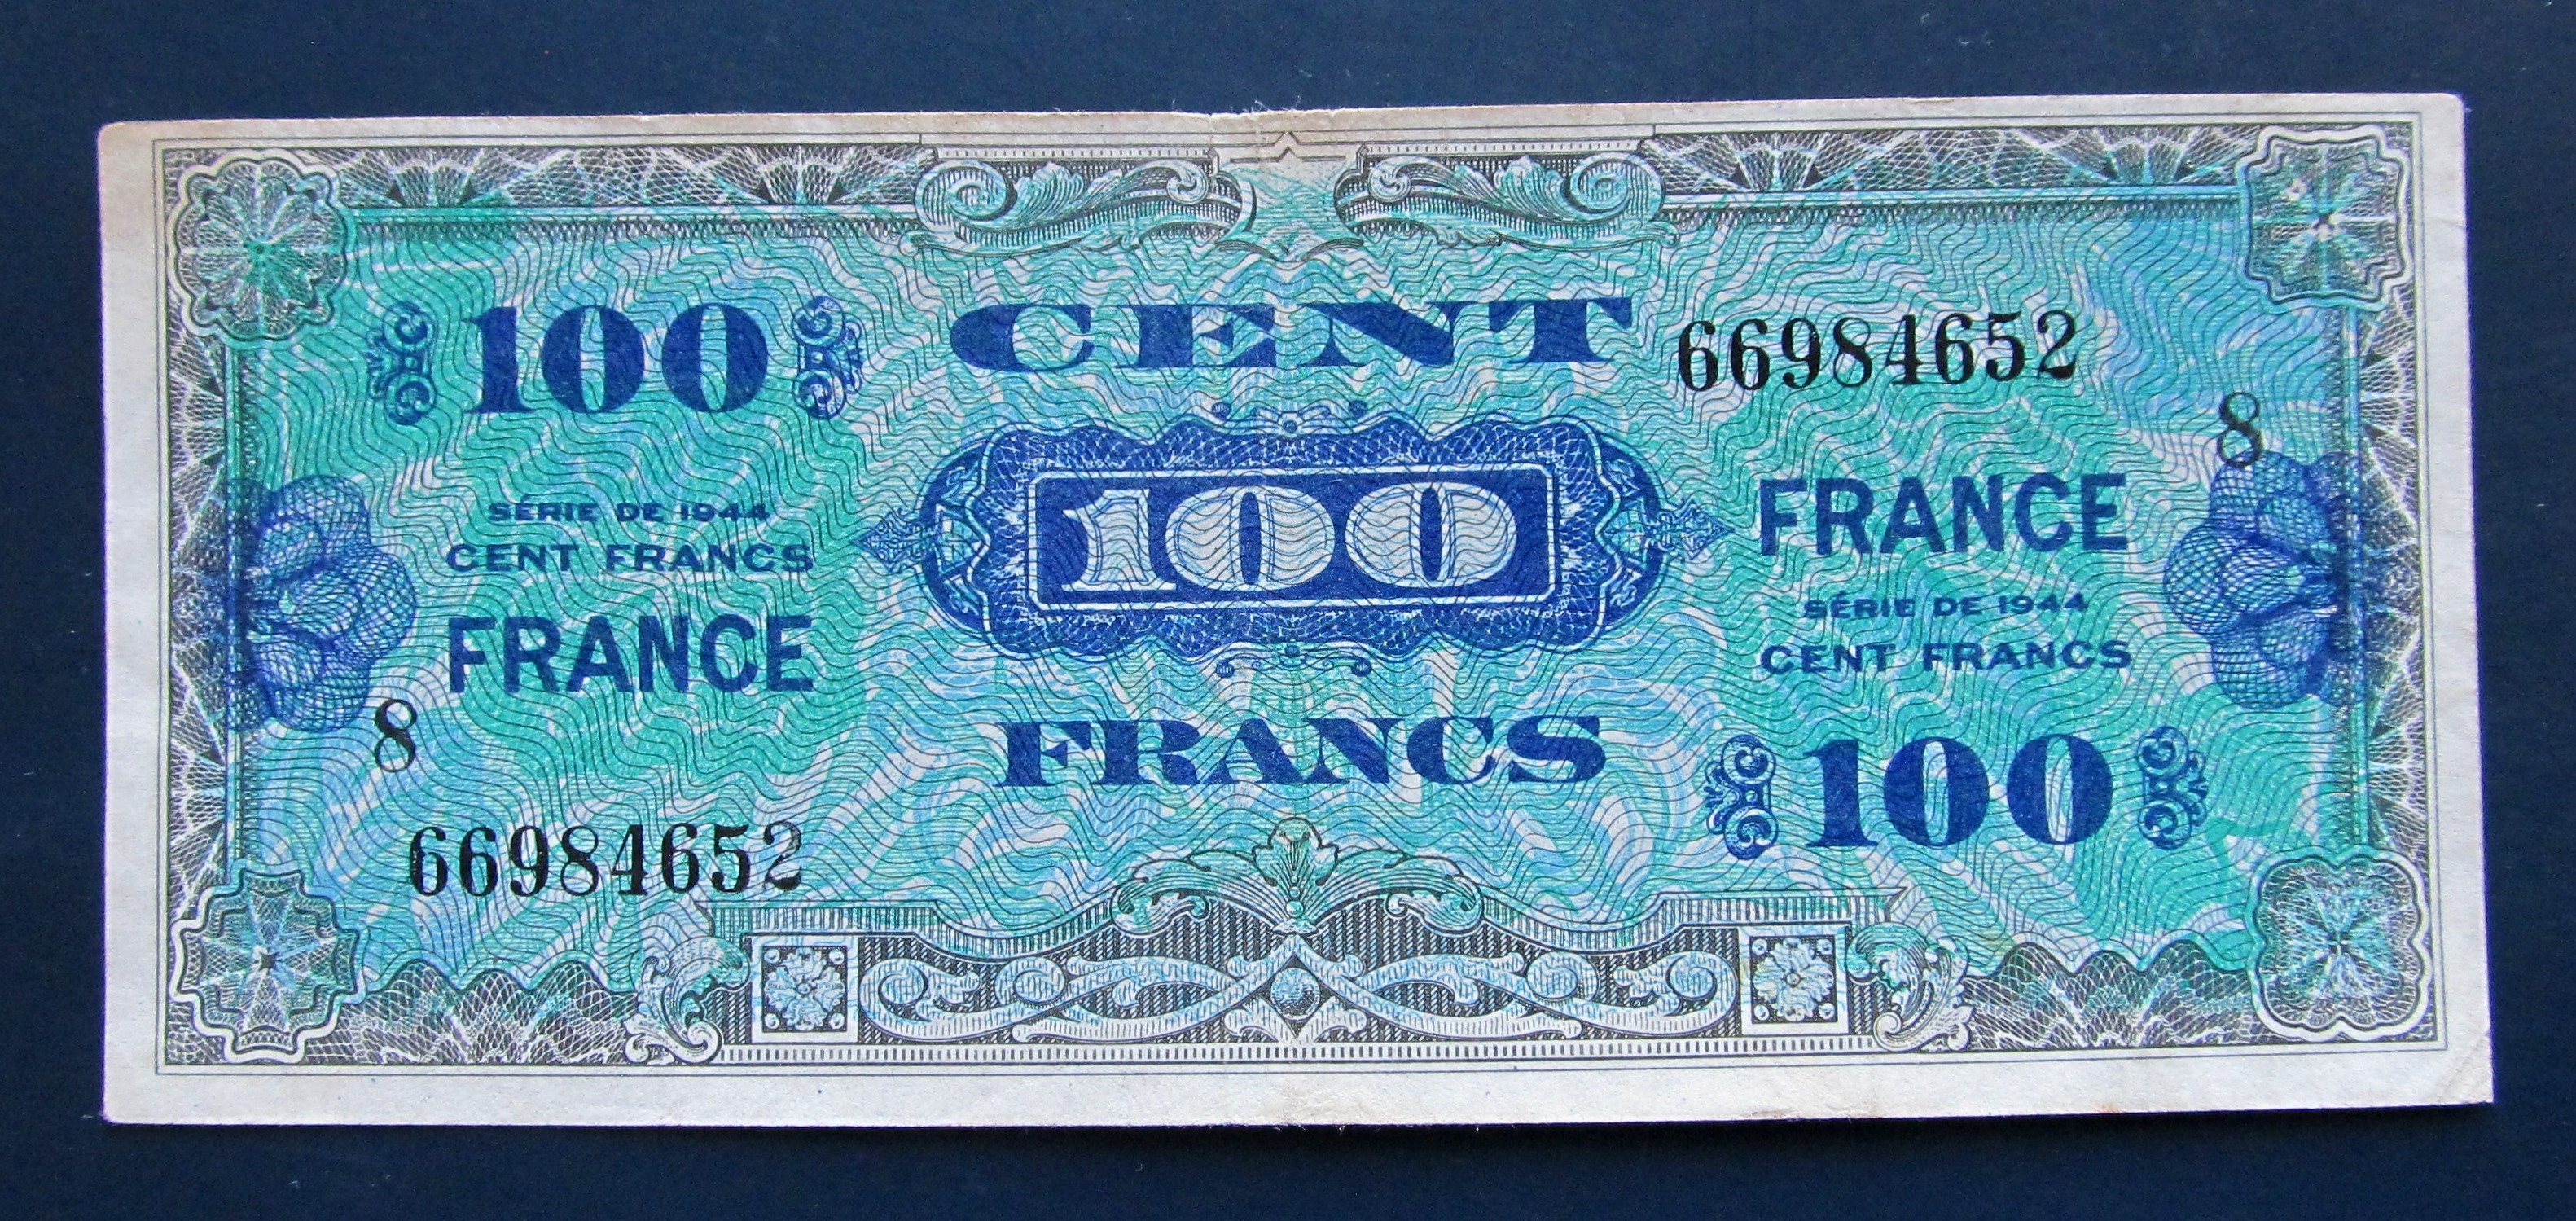 100
CENT
66984652
8
SÉRIE DE 1944
CENT FRANCS
FRANCE
100
FRANCE
SÉRIE DE 1944
CENT FRANCS
8
FRANCS
100
66984652